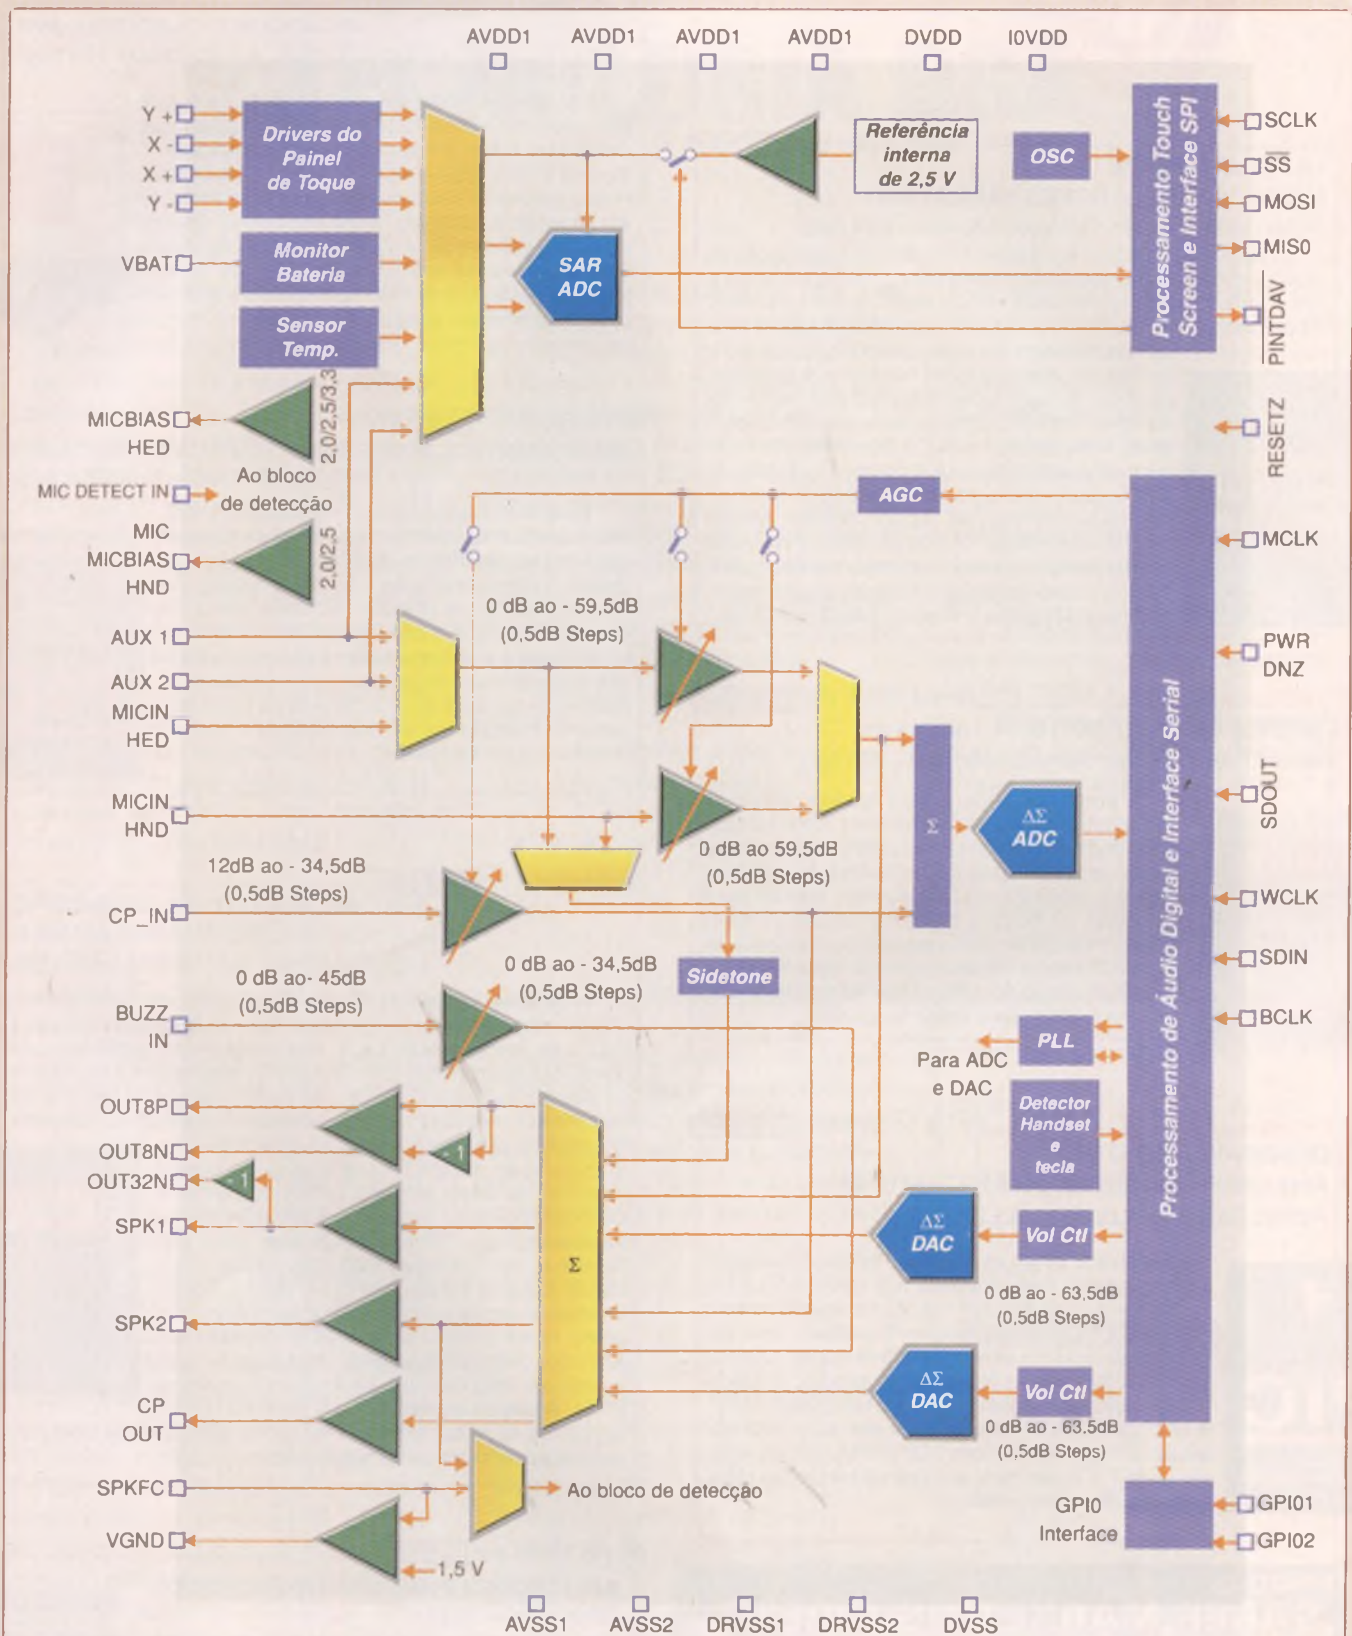 AVDD1 AVDD1 AVDD1 AVDD1 DVDD I0VDD
Y +
X -
X +
Y -
Drivers do
Painel
de Toque
VBAT
Monitor
Bateria
Sensor
Temp.
SAR
ADC
Referência
interna
de 2,5 V
OSC
Processamento Touch
Screen e Interface SPI
SCLK
SS
MOSI
MIS0
PINTDAV
RESETZ
MICBIAS
HED
2,0/2,5/3,3
MIC DETECT IN
Ao bloco
de detecção
MIC
MICBIAS
HND
2,0/2,5
AGC
MCLK
0 dB ao - 59,5dB
(0,5dB Steps)
AUX 1
AUX 2
MICIN
HED
PWR
DNZ
Processamento de Áudio Digital e Interface Serial
MICIN
HND
SDOUT
Σ
ΔΣ
ADC
0 dB ao 59,5dB
(0,5dB Steps)
12dB ao - 34,5dB
(0,5dB Steps)
CP_IN
WCLK
SDIN
BCLK
0 dB ao - 34,5dB
(0,5dB Steps)
Sidetone
0 dB ao- 45dB
(0,5dB Steps)
BUZZ
IN
PLL
Para ADC
e DAC
Detector
Handset
e
tecla
OUT8P
OUT8N
- 1
OUT32N
- 1
SPK1
Σ
ΔΣ
DAC
Vol Ctl
0 dB ao - 63,5dB
(0,5dB Steps)
SPK2
ΔΣ
DAC
Vol Ctl
0 dB ao - 63.5dB
(0,5dB Steps)
CP
OUT
SPKFC
Ao bloco de detecção
VGND
1,5 V
GPI0
Interface
GPI01
GPI02
AVSS1 AVSS2 DRVSS1 DRVSS2 DVSS